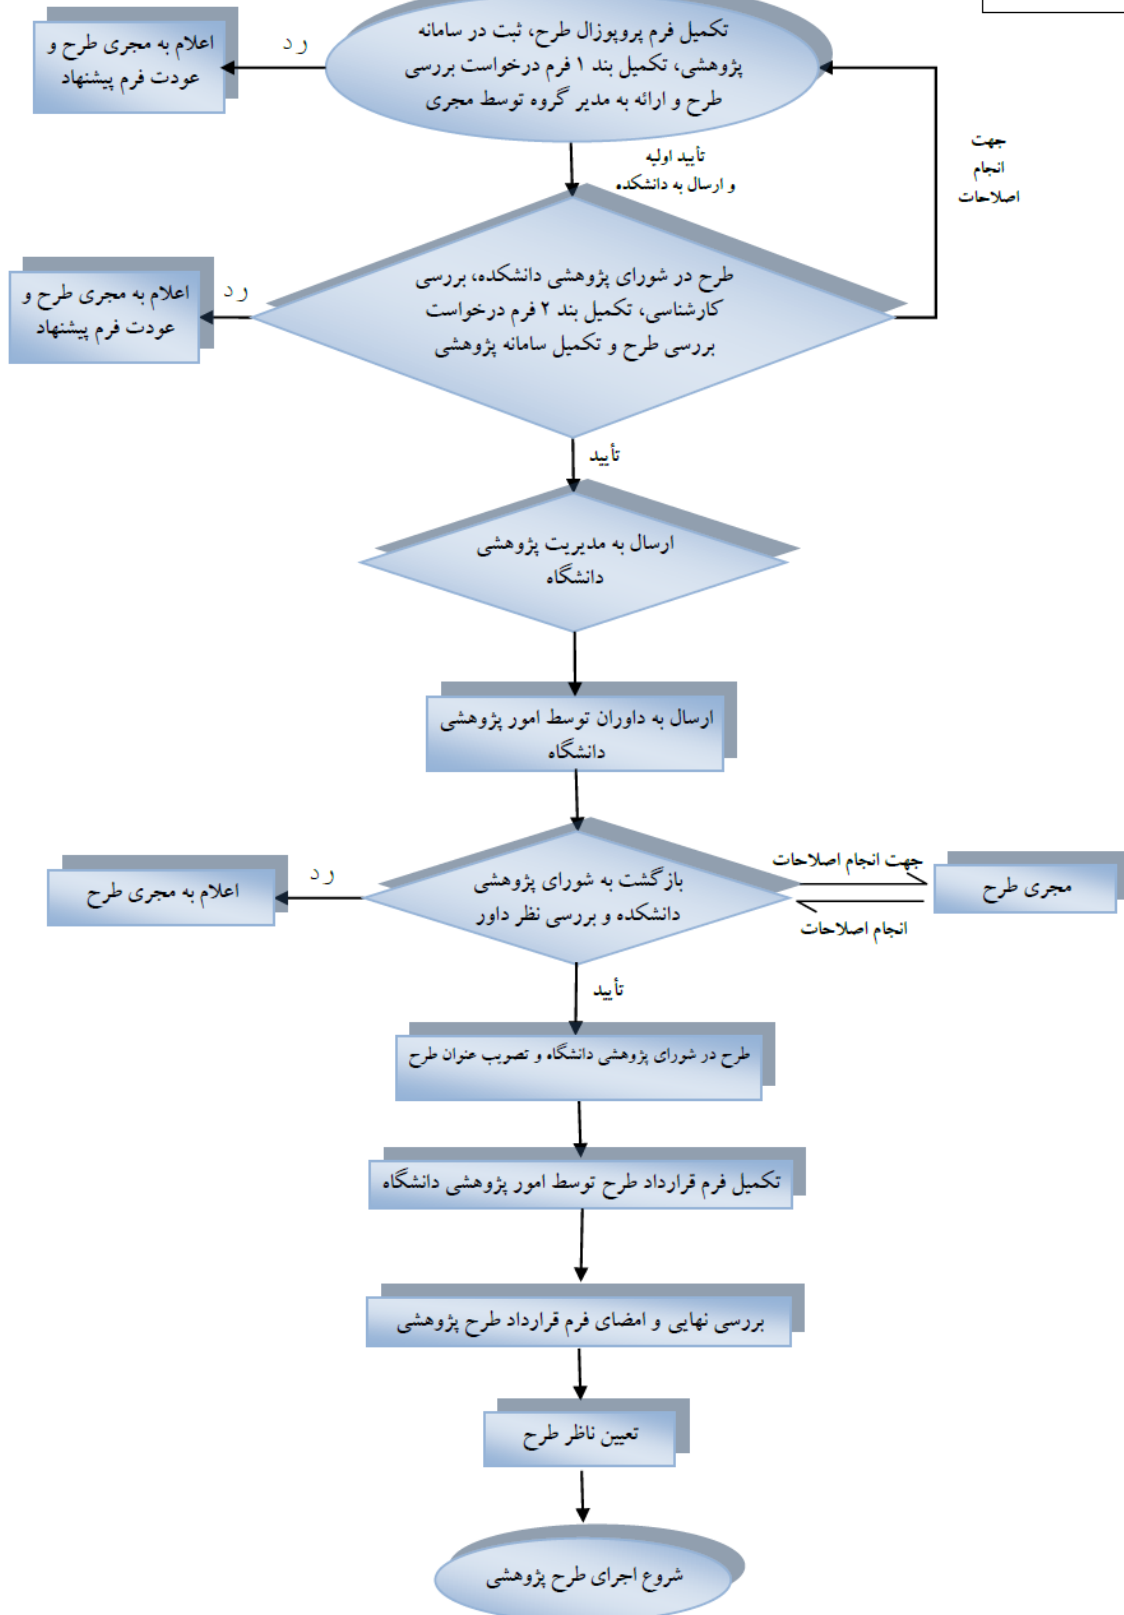 تکمیل فرم پروپوزال طرح، ثبت در سامانه
پژوهشی، تکمیل بند ۱ فرم درخواست بررسی
طرح و ارائه به مدیر گروه توسط مجری
رد
اعلام به مجری طرح و
عودت فرم پیشنهاد
جهت
انجام
اصلاحات
تأیید اولیه
و ارسال به دانشکده
طرح در شورای پژوهشی دانشکده، بررسی
کارشناسی، تکمیل بند ۲ فرم درخواست
بررسی طرح و تکمیل سامانه پژوهشی
رد
اعلام به مجری طرح و
عودت فرم پیشنهاد
تأیید
ارسال به مدیریت پژوهشی
دانشگاه
ارسال به داوران توسط امور پژوهشی
دانشگاه
مجری طرح
جهت انجام اصلاحات
انجام اصلاحات
بازگشت به شورای پژوهشی
دانشکده و بررسی نظر داور
رد
اعلام به مجری طرح
تأیید
طرح در شورای پژوهشی دانشگاه و تصویب عنوان طرح
تکمیل فرم قرارداد طرح توسط امور پژوهشی دانشگاه
بررسی نهایی و امضای فرم قرارداد طرح پژوهشی
تعیین ناظر طرح
شروع اجرای طرح پژوهشی